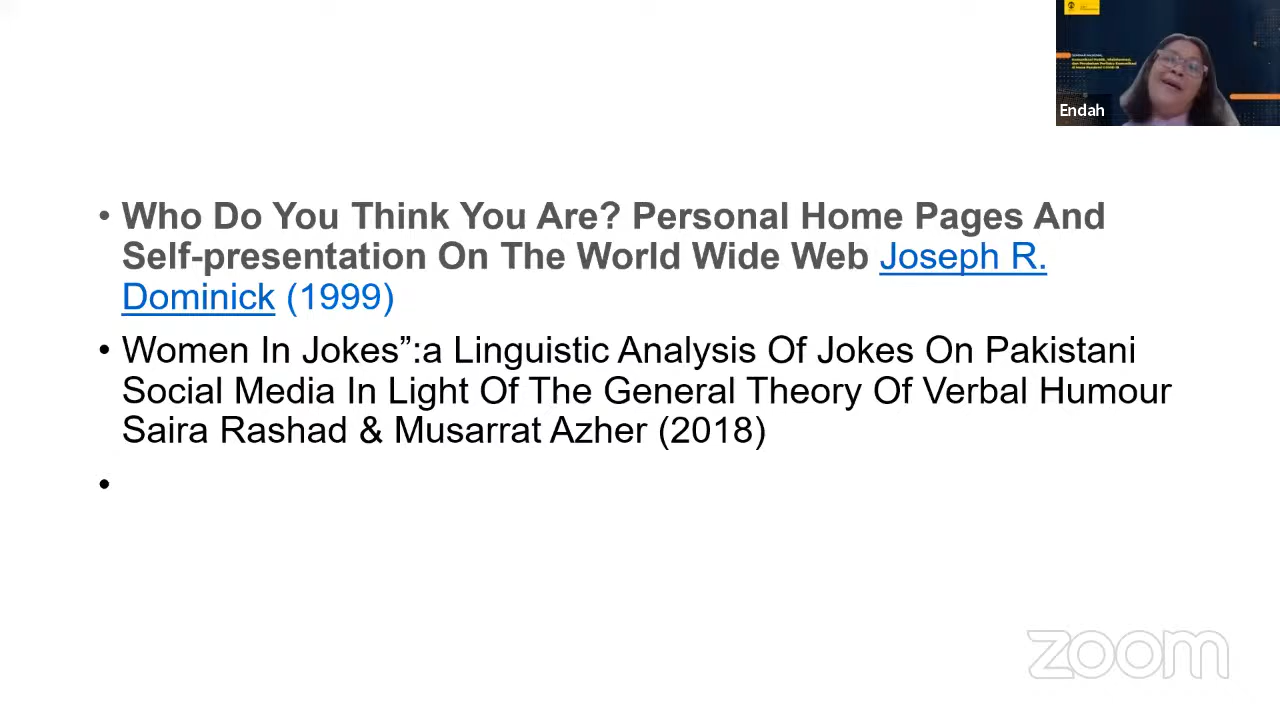 Endah
• Who Do You Think You Are? Personal Home Pages And
Self-presentation On The World Wide Web Joseph R.
Dominick (1999)
• Women In Jokes”:a Linguistic Analysis Of Jokes On Pakistani
Social Media In Light Of The General Theory Of Verbal Humour
Saira Rashad & Musarrat Azher (2018)
•
zoom